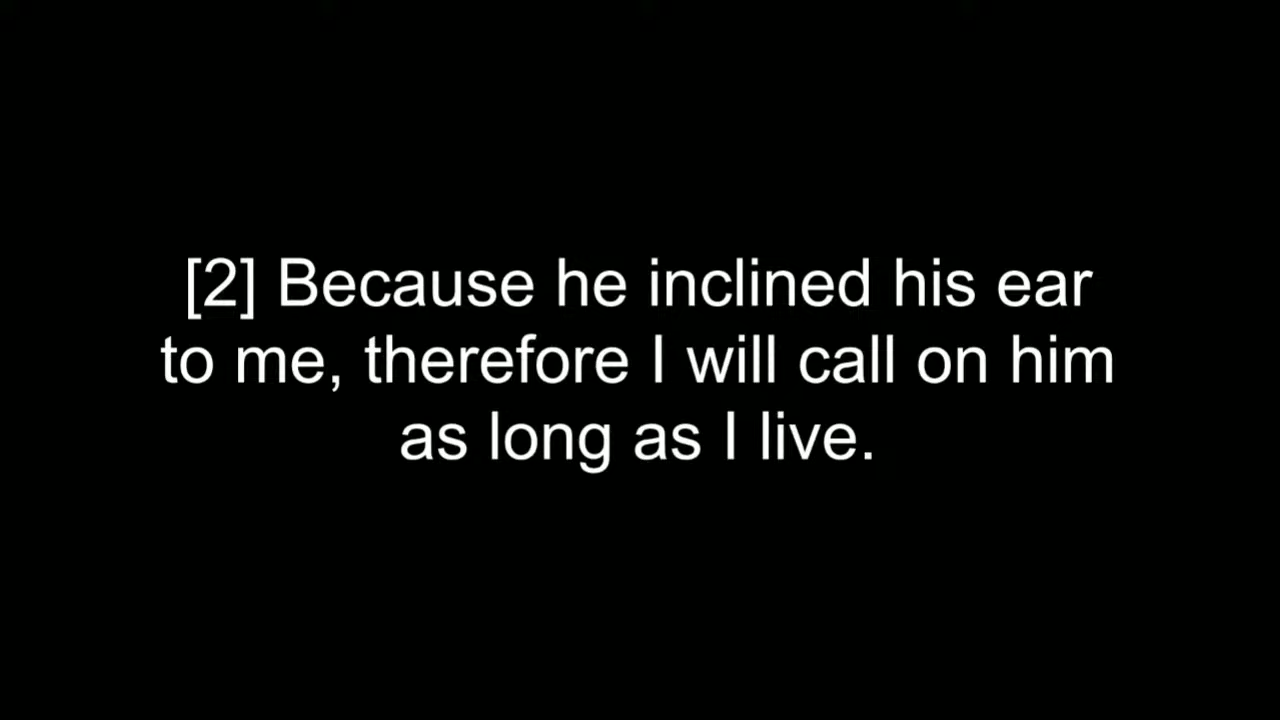 [2] Because he inclined his ear
to me, therefore I will call on him
as long as I live.